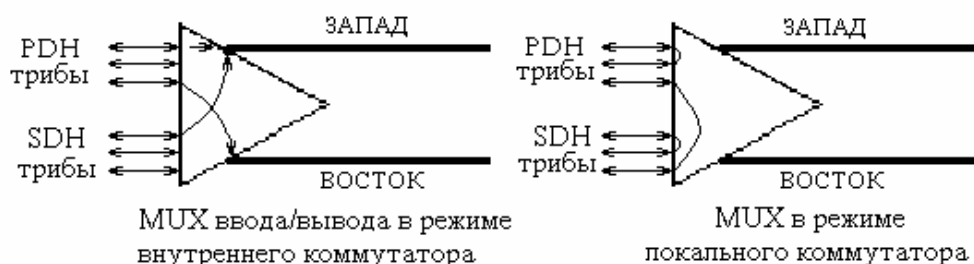 ЗАПАД
PDH
трибы
SDH
трибы
ВОСТОК
MUX ввода/вывода в режиме
внутреннего коммутатора
ЗАПАД
PDH
трибы
SDH
трибы
ВОСТОК
MUX в режиме
локального коммутатора